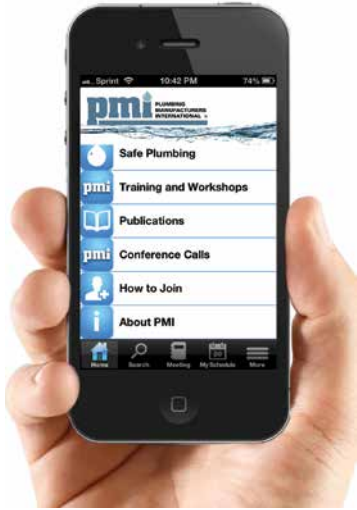 Sprint
10:42 PM
74%
pmi
PLUMBING
MANUFACTURERS
INTERNATIONAL
Safe Plumbing
pmi
Training and Workshops
Publications
pmi
Conference Calls
How to Join
i
About PMI
Home
Search
Meeting
My Schedule
More